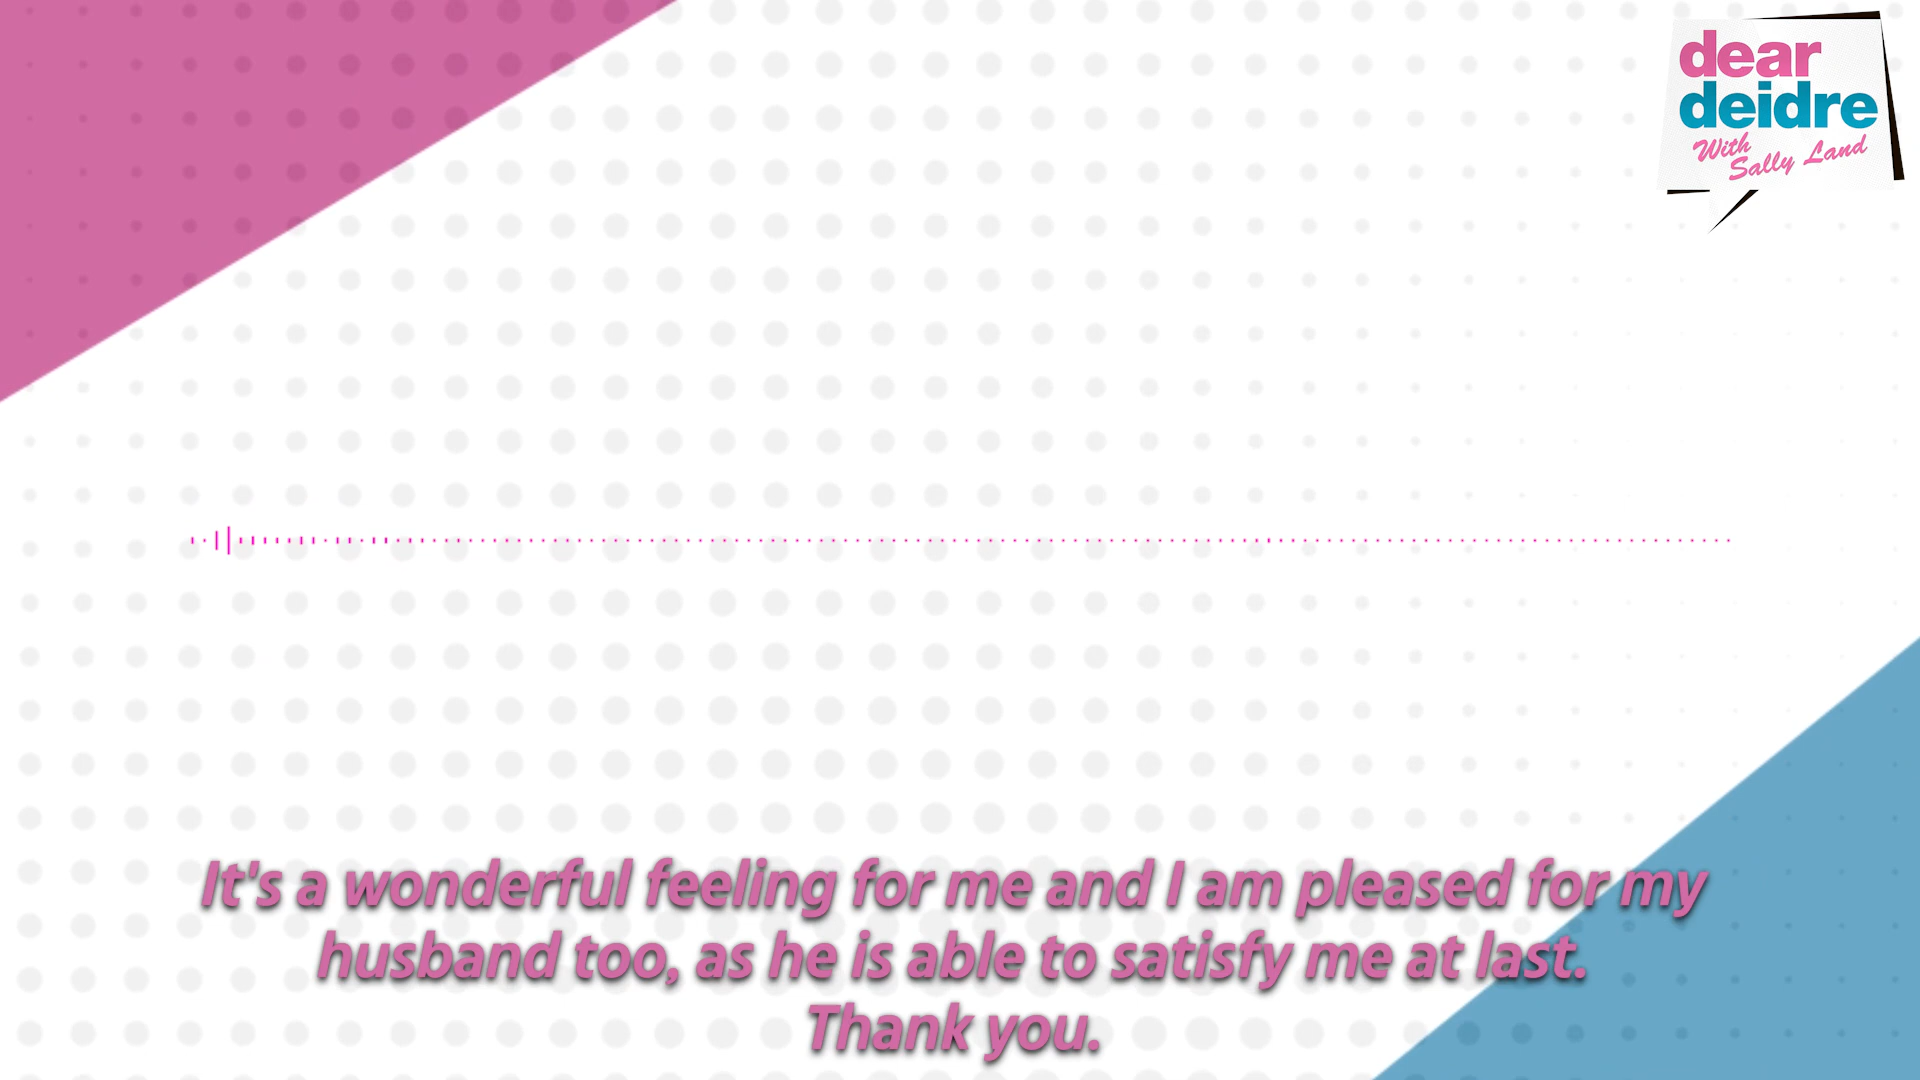 dear
deidre
With
Sally Land
It's a wonderful feeling for me and I am pleased for my
husband too, as he is able to satisfy me at last.
Thank you.